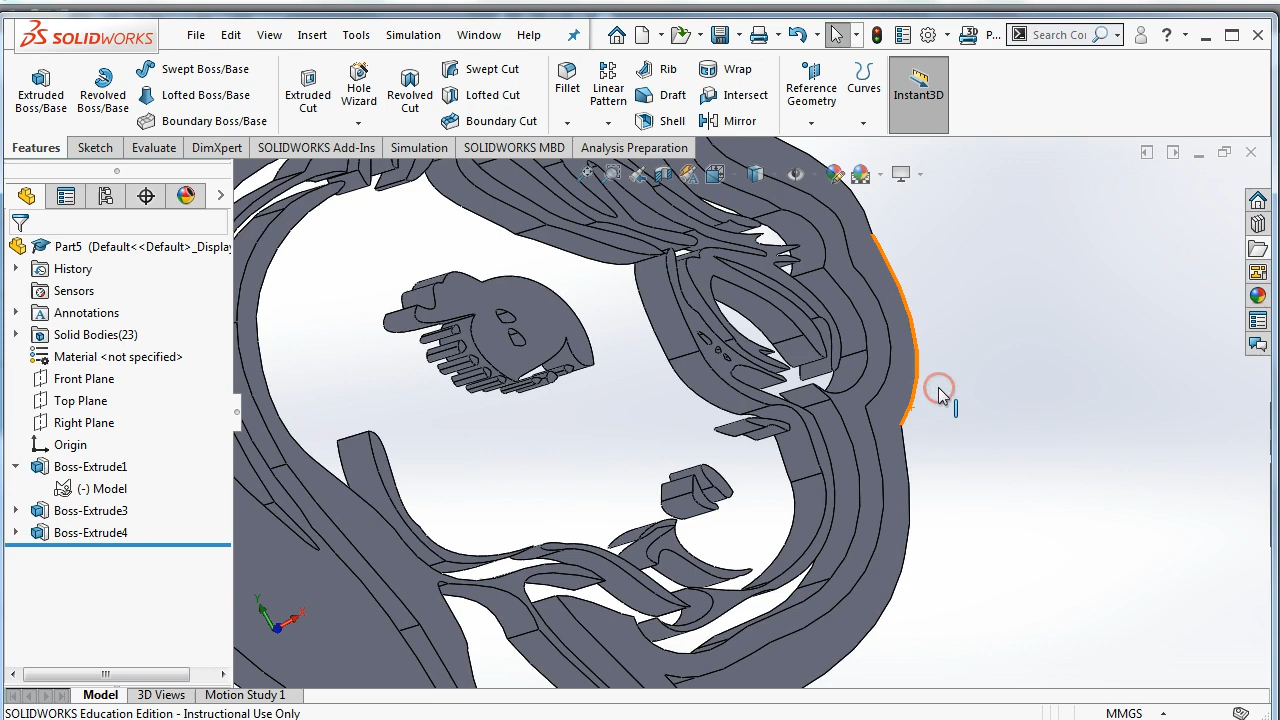 SOLIDWORKS File Edit View Insert Tools Simulation Window Help P... Search Co
Extruded Boss/Base
Revolved Boss/Base
Swept Boss/Base
Lofted Boss/Base
Boundary Boss/Base
Extruded Cut
Hole Wizard
Revolved Cut
Swept Cut
Lofted Cut
Boundary Cut
Fillet
Linear Pattern
Rib
Draft
Shell
Wrap
Intersect
Mirror
Reference Geometry
Curves
Instant3D
Features Sketch Evaluate DimXpert SOLIDWORKS Add-Ins Simulation SOLIDWORKS MBD Analysis Preparation
Part5 (Default<<Default>_Display
History
Sensors
Annotations
Solid Bodies(23)
Material <not specified>
Front Plane
Top Plane
Right Plane
Origin
Boss-Extrude1
(-) Model
Boss-Extrude3
Boss-Extrude4
Y X
Model 3D Views Motion Study 1
SOLIDWORKS Education Edition - Instructional Use Only MMGS